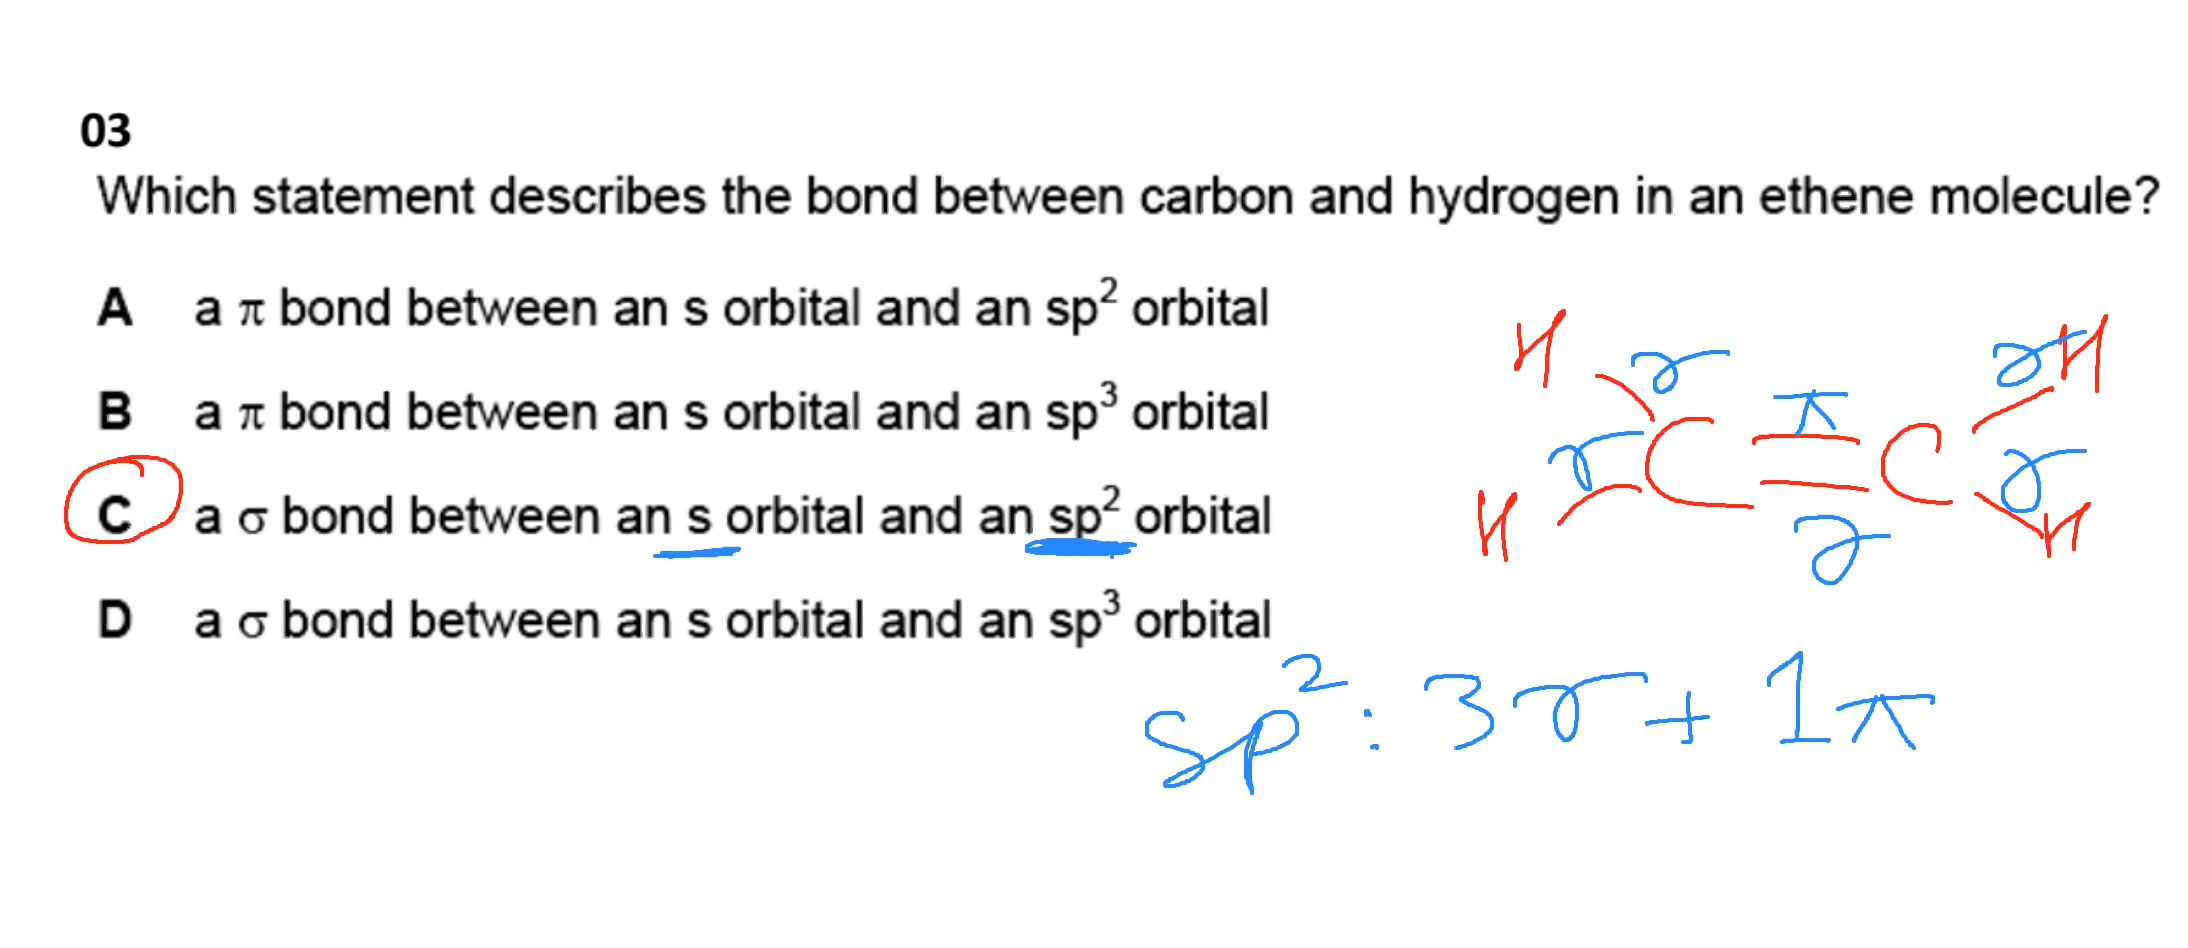 03
Which statement describes the bond between carbon and hydrogen in an ethene molecule?
A a π bond between an s orbital and an sp² orbital
B a π bond between an s orbital and an sp³ orbital
C a σ bond between an s orbital and an sp² orbital
D a σ bond between an s orbital and an sp³ orbital
H σ π σ H
σ C = C σ
H σ H
sp² : 3σ + 1π